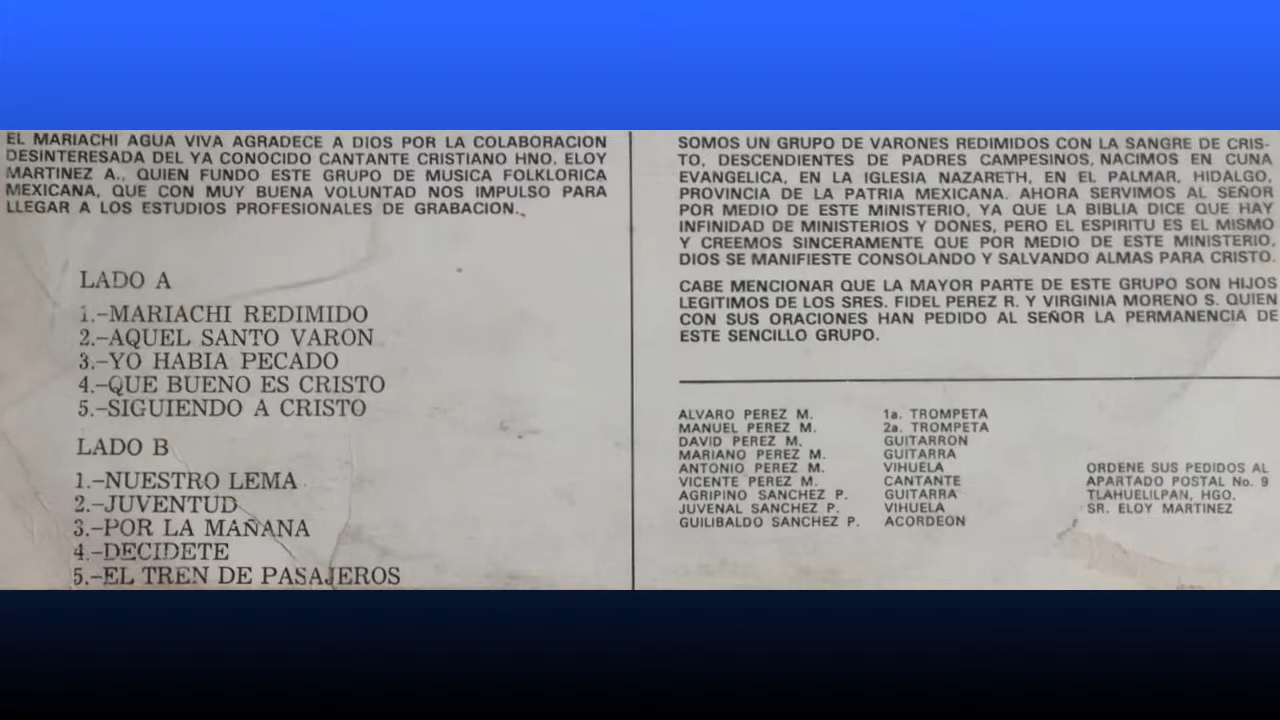 EL MARIACHI AGUA VIVA AGRADECE A DIOS POR LA COLABORACION
DESINTERESADA DEL YA CONOCIDO CANTANTE CRISTIANO HNO. ELOY
MARTINEZ A., QUIEN FUNDO ESTE GRUPO DE MUSICA FOLKLORICA
MEXICANA, QUE CON MUY BUENA VOLUNTAD NOS IMPULSO PARA
LLEGAR A LOS ESTUDIOS PROFESIONALES DE GRABACION.
LADO A
1.-MARIACHI REDIMIDO
2.-AQUEL SANTO VARON
3.-YO HABIA PECADO
4.-QUE BUENO ES CRISTO
5.-SIGUIENDO A CRISTO
LADO B
1.-NUESTRO LEMA
2.-JUVENTUD
3.-POR LA MAÑANA
4.-DECIDETE
5.-EL TREN DE PASAJEROS
SOMOS UN GRUPO DE VARONES REDIMIDOS CON LA SANGRE DE CRIS-
TO, DESCENDIENTES DE PADRES CAMPESINOS, NACIMOS EN CUNA
EVANGELICA, EN LA IGLESIA NAZARETH, EN EL PALMAR, HIDALGO,
PROVINCIA DE LA PATRIA MEXICANA. AHORA SERVIMOS AL SEÑOR
POR MEDIO DE ESTE MINISTERIO, YA QUE LA BIBLIA DICE QUE HAY
INFINIDAD DE MINISTERIOS Y DONES, PERO EL ESPIRITU ES EL MISMO
Y CREEMOS SINCERAMENTE QUE POR MEDIO DE ESTE MINISTERIO,
DIOS SE MANIFIESTE CONSOLANDO Y SALVANDO ALMAS PARA CRISTO.
CABE MENCIONAR QUE LA MAYOR PARTE DE ESTE GRUPO SON HIJOS
LEGITIMOS DE LOS SRES. FIDEL PEREZ R. Y VIRGINIA MORENO S. QUIEN
CON SUS ORACIONES HAN PEDIDO AL SEÑOR LA PERMANENCIA DE
ESTE SENCILLO GRUPO.
ALVARO PEREZ M. 1a. TROMPETA
MANUEL PEREZ M. 2a. TROMPETA
DAVID PEREZ M. GUITARRON
MARIANO PEREZ M. GUITARRA
ANTONIO PEREZ M. VIHUELA
VICENTE PEREZ M. CANTANTE
AGRIPINO SANCHEZ P. GUITARRA
JUVENAL SANCHEZ P. VIHUELA
GUILIBALDO SANCHEZ P. ACORDEON
ORDENE SUS PEDIDOS AL
APARTADO POSTAL No. 9
TLAHUELILPAN, HGO.
SR. ELOY MARTINEZ